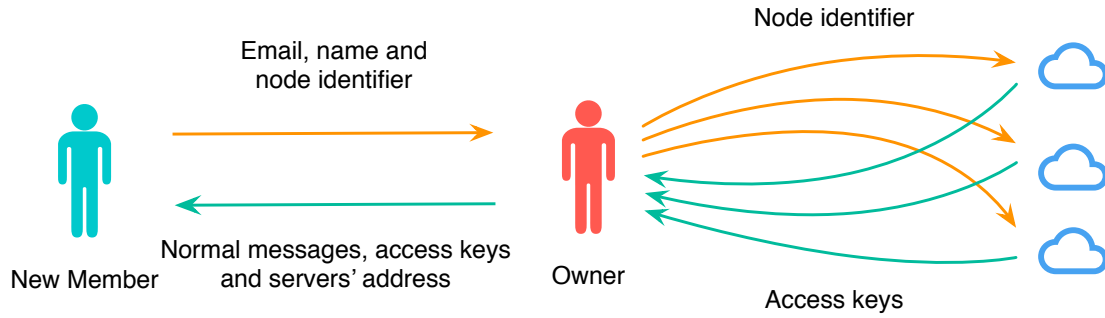 Node identifier
Email, name and
node identifier
Normal messages, access keys
and servers’ address
New Member
Owner
Access keys